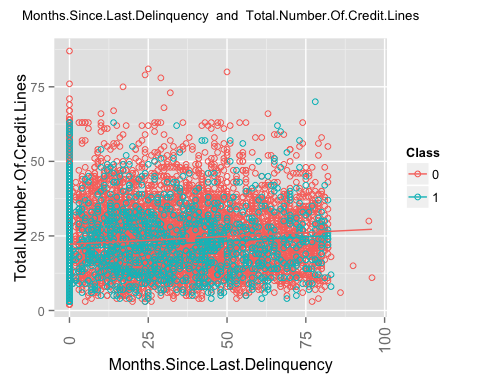 Months.Since.Last.Delinquency and Total.Number.Of.Credit.Lines
Total.Number.Of.Credit.Lines
75
50
25
0
0
25
50
75
100
Months.Since.Last.Delinquency
Class
0
1